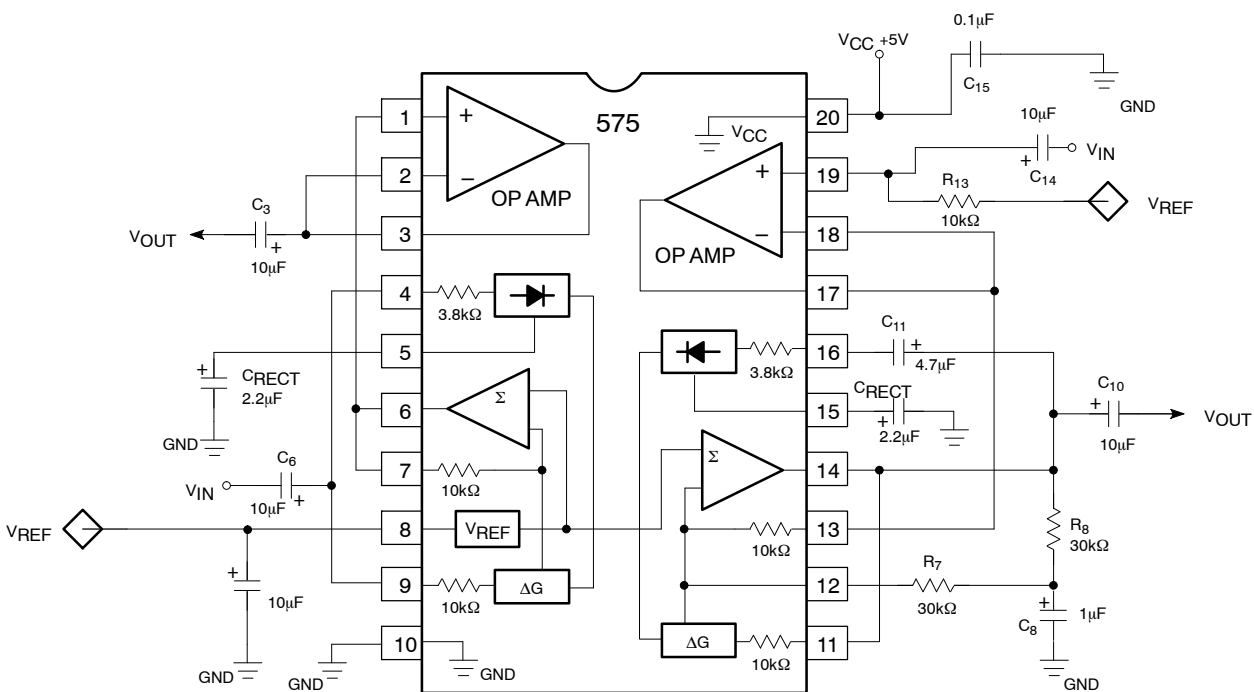 575
1
+
2
−
OP AMP
3
C3
+
10μF
VOUT
4
3.8kΩ
5
+
CRECT
2.2μF
GND
6
Σ
7
10kΩ
C6
VIN
10μF
+
VREF
8
VREF
+
10μF
GND
9
10kΩ
ΔG
10
GND
GND
VCC +5V
0.1μF
C15
GND
20
VCC
10μF
+
C14
VIN
19
+
R13
10kΩ
VREF
18
−
OP AMP
17
16
3.8kΩ
C11
+
4.7μF
15
CRECT
+
2.2μF
C10
+
10μF
VOUT
14
Σ
13
10kΩ
R8
30kΩ
12
R7
30kΩ
11
ΔG
10kΩ
+
C8
1μF
GND